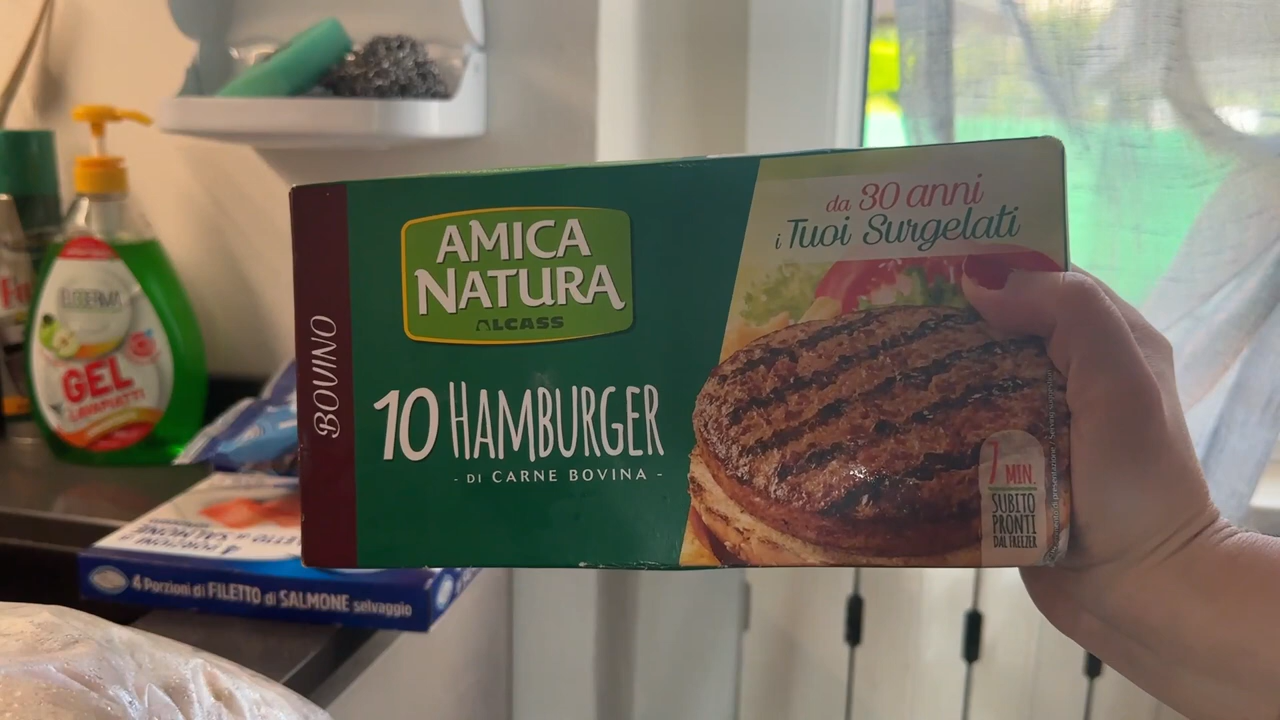 AMICA
NATURA
ALCASS
BOVINO
10 HAMBURGER
- DI CARNE BOVINA -
da 30 anni
i Tuoi Surgelati
7 MIN.
SUBITO
PRONTI
DAL FREEZER
GEL
LAVAPIATTI
4 Porzioni di FILETTO di SALMONE selvaggio